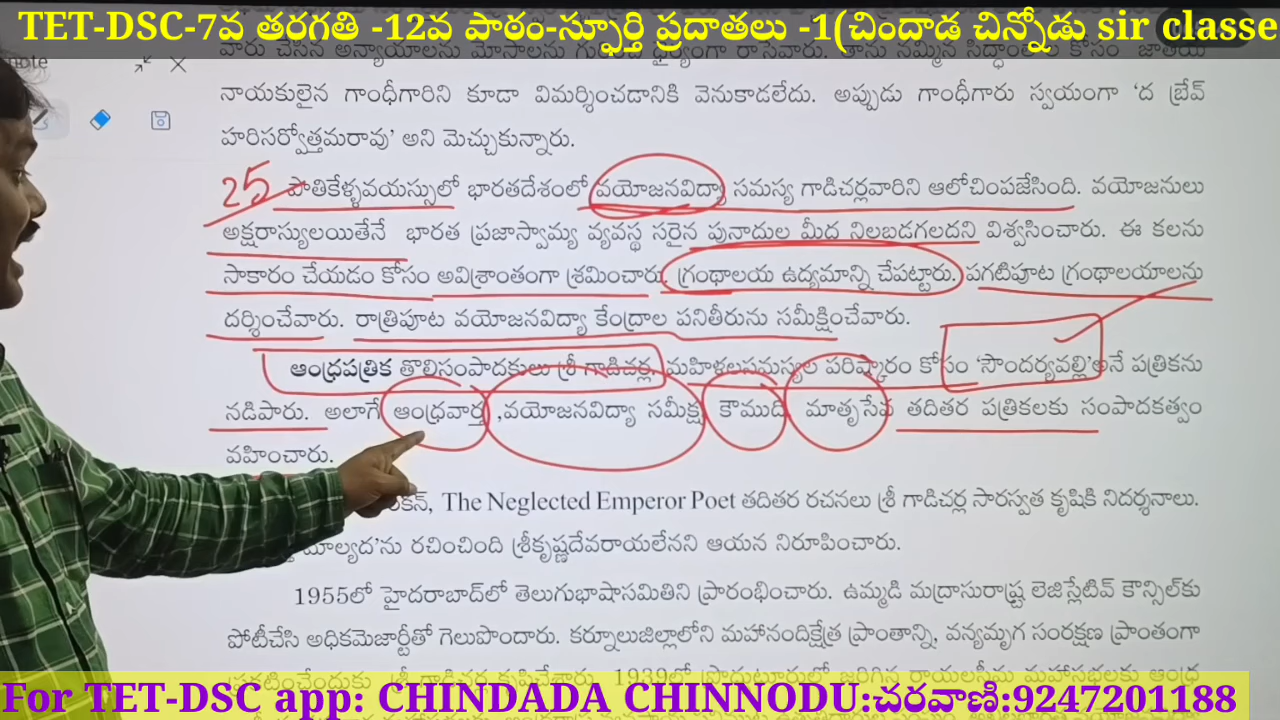 TET-DSC-7వ తరగతి -12వ పాఠం-స్ఫూర్తి ప్రదాతలు -1(చిందాడ చిన్నోడు sir classe
వారు చేసిన అన్యాయాలను మోసాలను గురించి ధైర్యంగా రాసేవారు. తాను నమ్మిన సిద్ధాంతాల కోసం జాతీయ
note
నాయకులైన గాంధీగారిని కూడా విమర్శించడానికి వెనుకాడలేదు. అప్పుడు గాంధీగారు స్వయంగా ‘ద బ్రేవ్
హరిసర్వోత్తమరావు’ అని మెచ్చుకున్నారు.
25 పాతికేళ్ళవయస్సులో భారతదేశంలో వయోజనవిద్యా సమస్య గాడిచర్లవారిని ఆలోచింపజేసింది. వయోజనులు
అక్షరాస్యులయితేనే భారత ప్రజాస్వామ్య వ్యవస్థ సరైన పునాదుల మీద నిలబడగలదని విశ్వసించారు. ఈ కలను
సాకారం చేయడం కోసం అవిశ్రాంతంగా శ్రమించారు. గ్రంథాలయ ఉద్యమాన్ని చేపట్టారు. పగటిపూట గ్రంథాలయాలను
దర్శించేవారు. రాత్రిపూట వయోజనవిద్యా కేంద్రాల పనితీరును సమీక్షించేవారు.
ఆంధ్రపత్రిక తొలిసంపాదకులు శ్రీ గాడిచర్ల. మహిళలసమస్యల పరిష్కారం కోసం ‘సౌందర్యవల్లి’అనే పత్రికను
నడిపారు. అలాగే ఆంధ్రవార్త ,వయోజనవిద్యా సమీక్ష, కౌముది, మాతృసేవ తదితర పత్రికలకు సంపాదకత్వం
వహించారు.
The Neglected Emperor Poet తదితర రచనలు శ్రీ గాడిచర్ల సారస్వత కృషికి నిదర్శనాలు.
శ్రీకృష్ణదేవరాయలేనని ఆయన నిరూపించారు.
1955లో హైదరాబాద్‌లో తెలుగుభాషాసమితిని ప్రారంభించారు. ఉమ్మడి మద్రాసురాష్ట్ర లెజిస్లేటివ్ కౌన్సిల్‌కు
పోటీచేసి అధికమెజార్టీతో గెలుపొందారు. కర్నూలుజిల్లాలోని మహానందిక్షేత్ర ప్రాంతాన్ని, వన్యమృగ సంరక్షణ ప్రాంతంగా
For TET-DSC app: CHINDADA CHINNODU:చరవాణి:9247201188